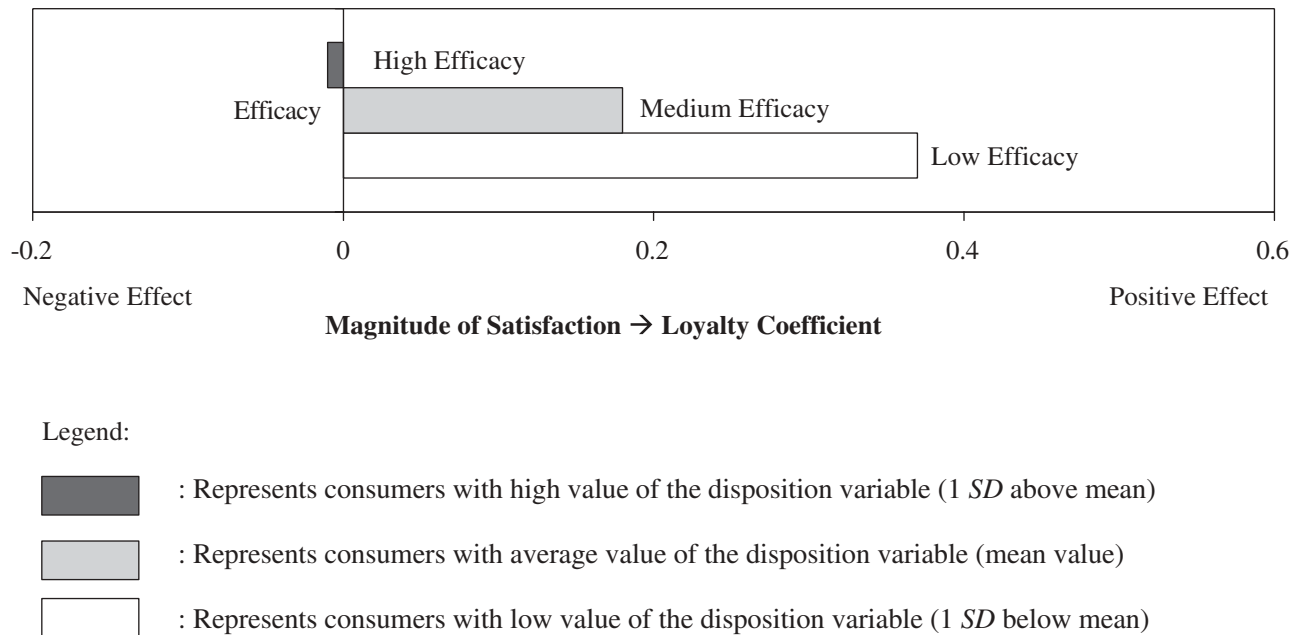 High Efficacy
Efficacy
Medium Efficacy
Low Efficacy
-0.2 0 0.2 0.4 0.6
Negative Effect Positive Effect
Magnitude of Satisfaction → Loyalty Coefficient
Legend:
: Represents consumers with high value of the disposition variable (1 SD above mean)
: Represents consumers with average value of the disposition variable (mean value)
: Represents consumers with low value of the disposition variable (1 SD below mean)